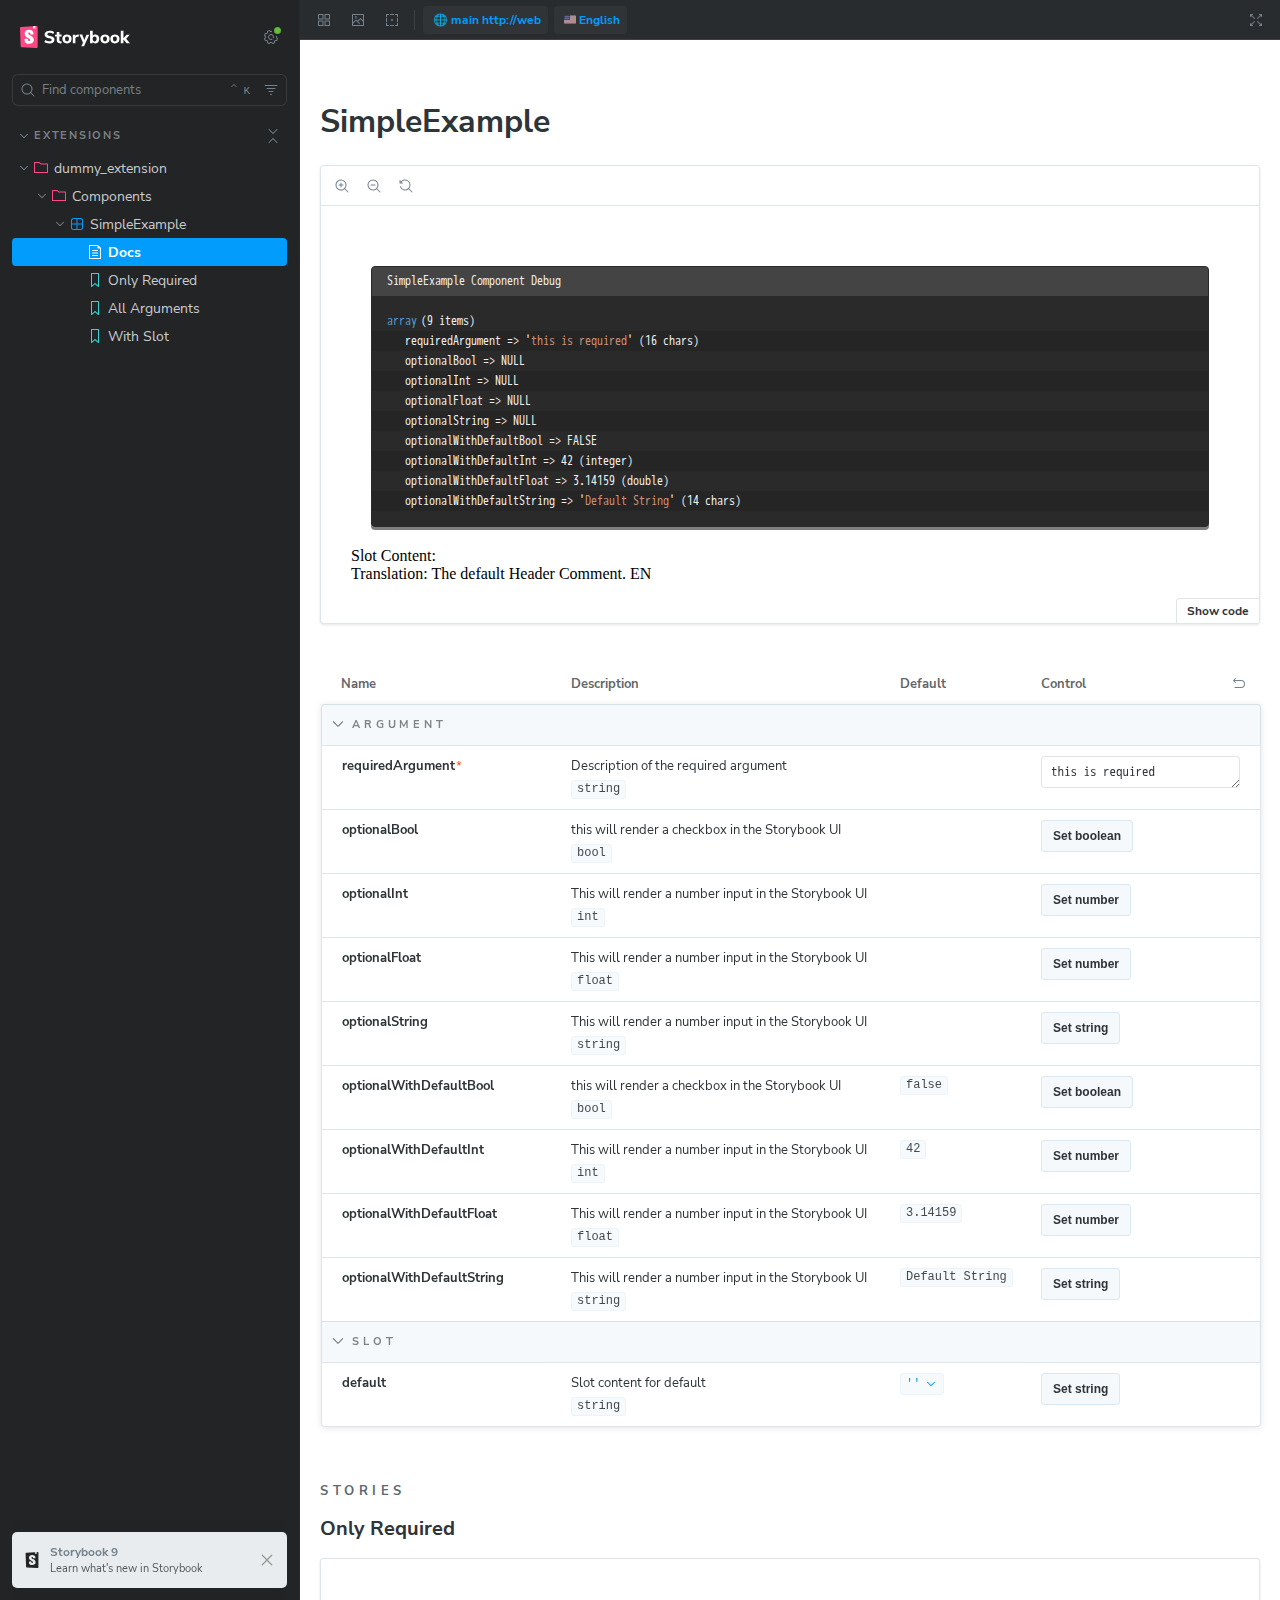 Storybook
Find components
^ K
EXTENSIONS
dummy_extension
Components
SimpleExample
Docs
Only Required
All Arguments
With Slot
Storybook 9
Learn what's new in Storybook
main http://web
English
SimpleExample
SimpleExample Component Debug
array (9 items)
requiredArgument => 'this is required' (16 chars)
optionalBool => NULL
optionalInt => NULL
optionalFloat => NULL
optionalString => NULL
optionalWithDefaultBool => FALSE
optionalWithDefaultInt => 42 (integer)
optionalWithDefaultFloat => 3.14159 (double)
optionalWithDefaultString => 'Default String' (14 chars)
Slot Content:
Translation: The default Header Comment. EN
Show code
Name Description Default Control
ARGUMENT
requiredArgument* Description of the required argument this is required
string
optionalBool this will render a checkbox in the Storybook UI Set boolean
bool
optionalInt This will render a number input in the Storybook UI Set number
int
optionalFloat This will render a number input in the Storybook UI Set number
float
optionalString This will render a number input in the Storybook UI Set string
string
optionalWithDefaultBool this will render a checkbox in the Storybook UI false Set boolean
bool
optionalWithDefaultInt This will render a number input in the Storybook UI 42 Set number
int
optionalWithDefaultFloat This will render a number input in the Storybook UI 3.14159 Set number
float
optionalWithDefaultString This will render a number input in the Storybook UI Default String Set string
string
SLOT
default Slot content for default '' Set string
string
STORIES
Only Required